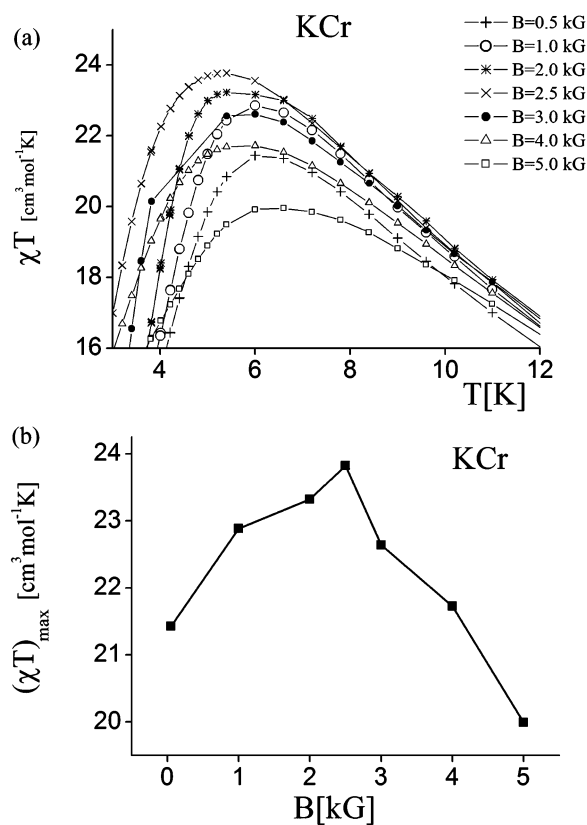 (a)
KCr
B=0.5 kG
B=1.0 kG
B=2.0 kG
B=2.5 kG
B=3.0 kG
B=4.0 kG
B=5.0 kG
χT [cm³mol⁻¹K]
24
22
20
18
16
4
6
8
10
12
T[K]
(b)
KCr
(χT)max [cm³mol⁻¹K]
24
23
22
21
20
0
1
2
3
4
5
B[kG]